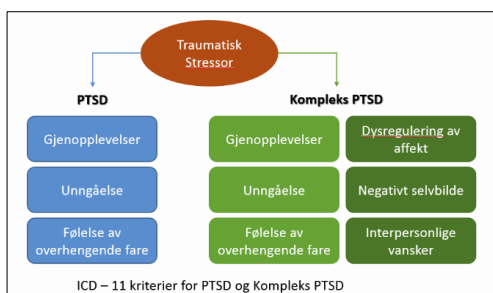 Traumatisk
Stressor
PTSD
Kompleks PTSD
Gjenopplevelser
Unngåelse
Følelse av
overhengende fare
Gjenopplevelser
Unngåelse
Følelse av
overhengende fare
Dysregulering av
affekt
Negativt selvbilde
Interpersonlige
vansker
ICD – 11 kriterier for PTSD og Kompleks PTSD